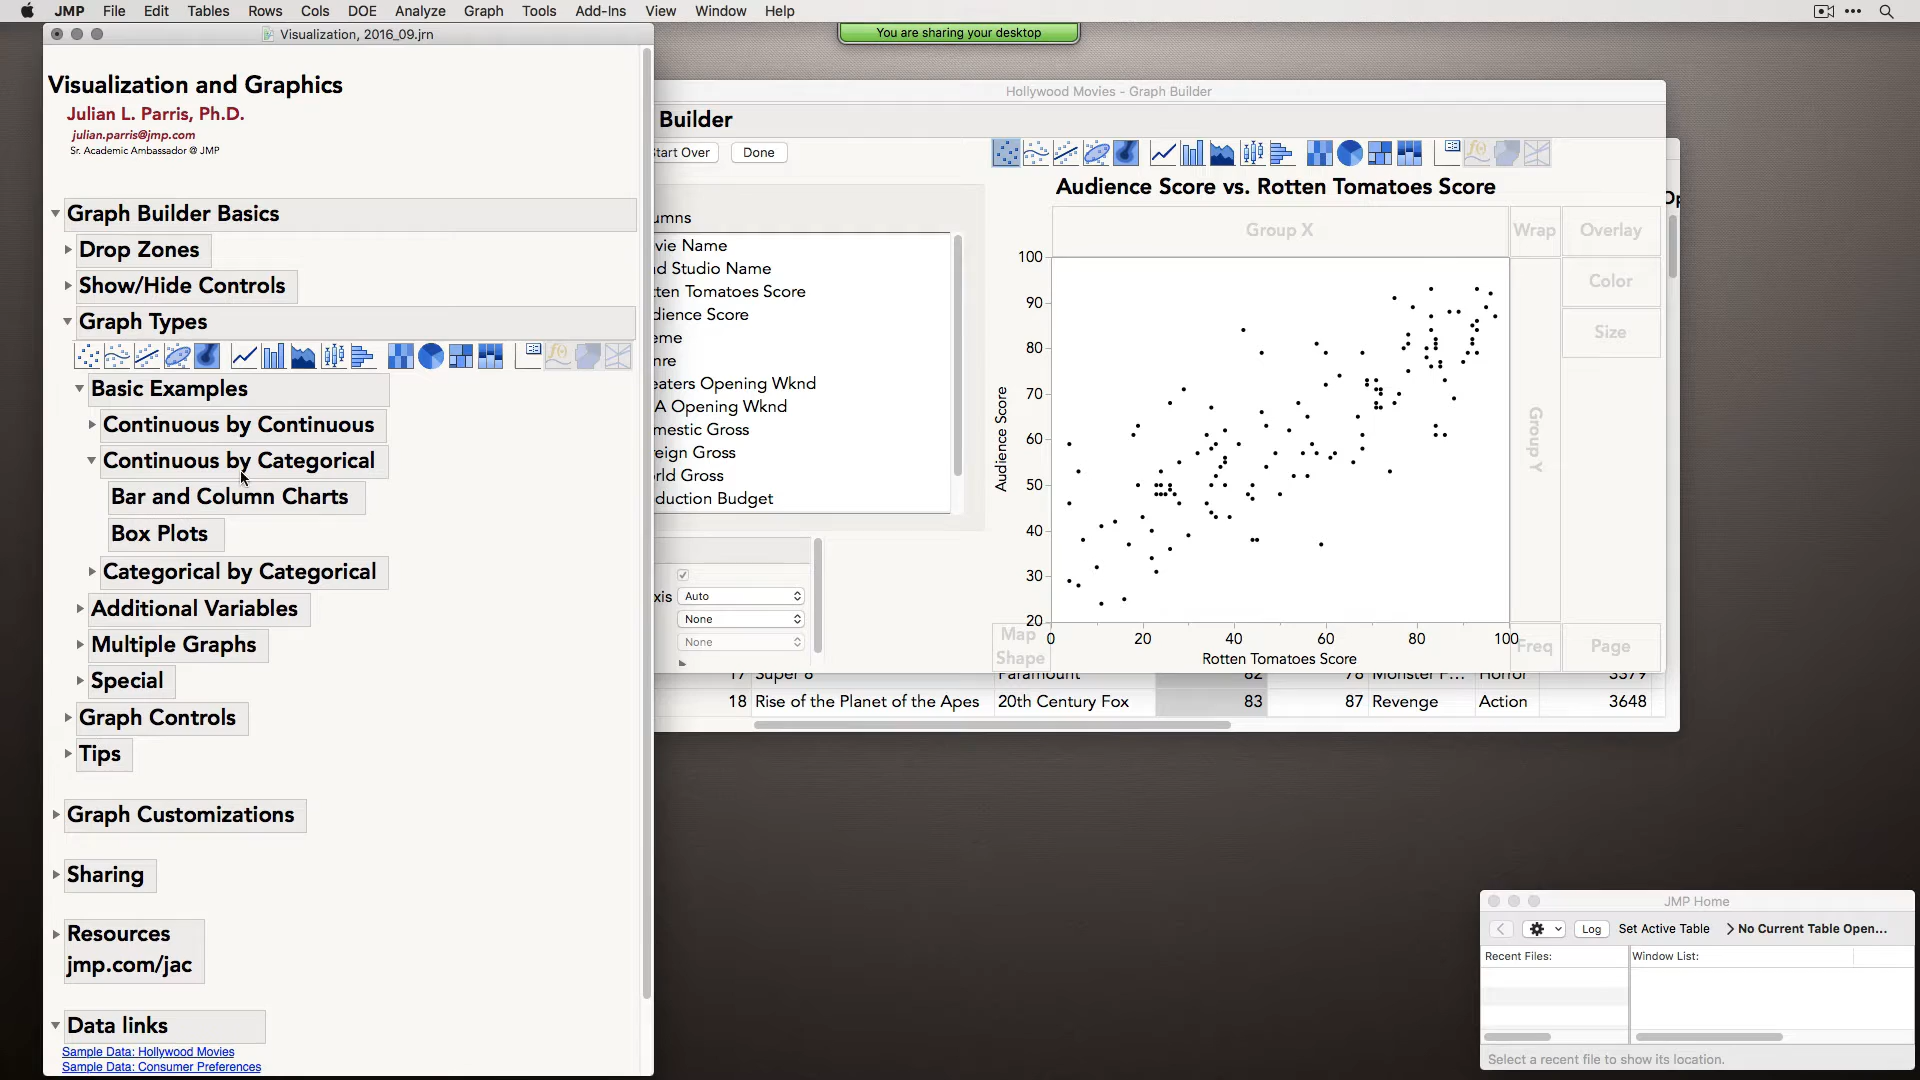 JMP File Edit Tables Rows Cols DOE Analyze Graph Tools Add-Ins View Window Help
You are sharing your desktop
Visualization, 2016_09.jrn
Visualization and Graphics
Julian L. Parris, Ph.D.
julian.parris@jmp.com
Sr. Academic Ambassador @ JMP
Graph Builder Basics
Drop Zones
Show/Hide Controls
Graph Types
Basic Examples
Continuous by Continuous
Continuous by Categorical
Bar and Column Charts
Box Plots
Categorical by Categorical
Additional Variables
Multiple Graphs
Special
Graph Controls
Tips
Graph Customizations
Sharing
Resources
jmp.com/jac
Data links
Sample Data: Hollywood Movies
Sample Data: Consumer Preferences
Hollywood Movies - Graph Builder
Builder
Start Over Done
umns
vie Name
d Studio Name
ten Tomatoes Score
dience Score
eme
nre
eaters Opening Wknd
A Opening Wknd
mestic Gross
eign Gross
rld Gross
duction Budget
xis Auto
None
None
Audience Score vs. Rotten Tomatoes Score
Group X
Wrap
Overlay
Color
Size
Group Y
Map
Shape
Freq
Page
Audience Score
100
90
80
70
60
50
40
30
20
0 20 40 60 80 100
Rotten Tomatoes Score
17 Super 8 Paramount 82 76 Monster F... Horror 3379
18 Rise of the Planet of the Apes 20th Century Fox 83 87 Revenge Action 3648
JMP Home
Log Set Active Table No Current Table Open...
Recent Files: Window List:
Select a recent file to show its location.